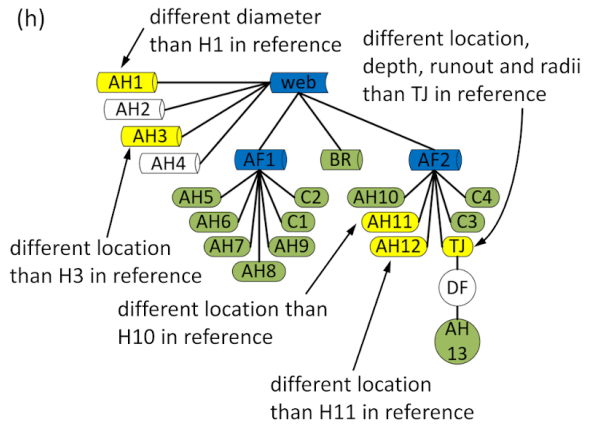 (h)
different diameter
than H1 in reference
different location,
depth, runout and radii
than TJ in reference
AH1
web
AH2
AH3
AH4
AF1
BR
AF2
AH5
C2
AH10
C4
AH6
C1
AH11
C3
AH7
AH9
AH12
TJ
AH8
different location
than H3 in reference
DF
different location than
H10 in reference
AH
13
different location
than H11 in reference